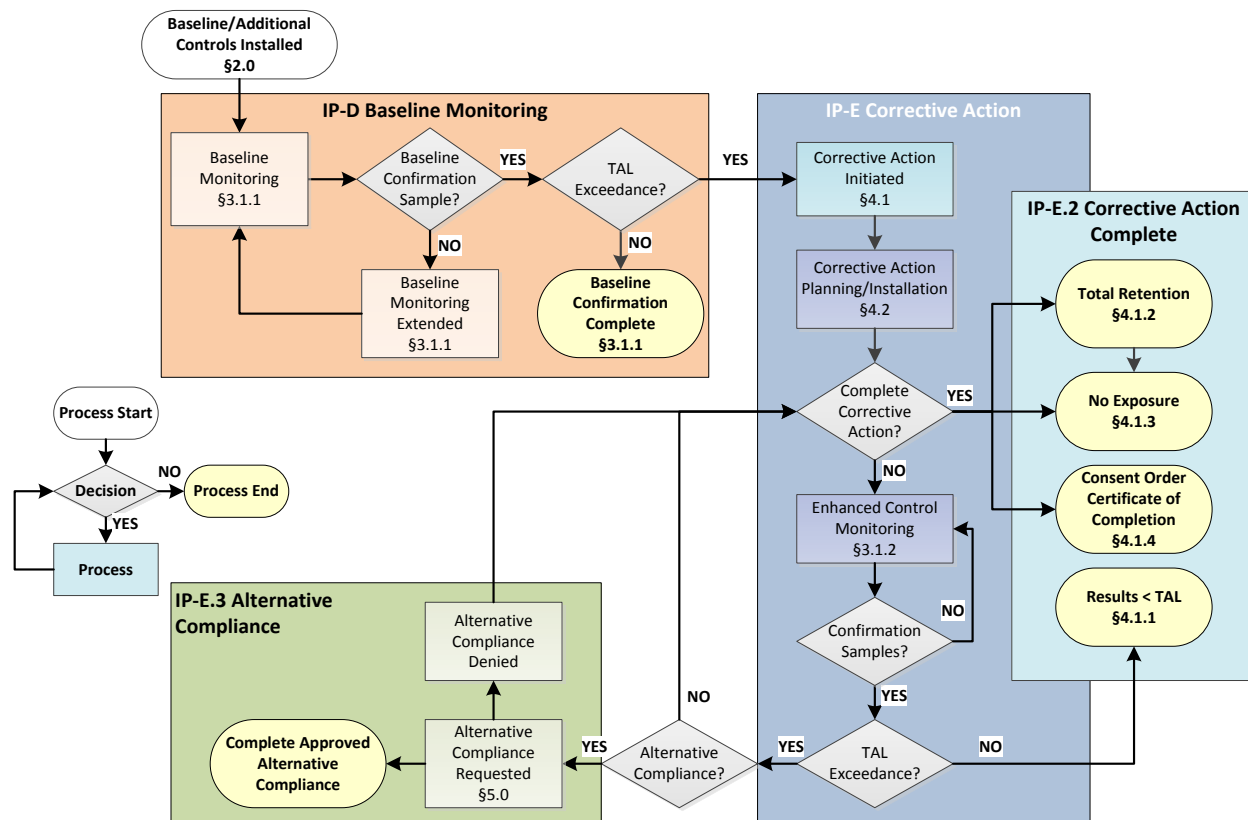 Baseline/Additional
Controls Installed
§2.0
IP-D Baseline Monitoring
Baseline
Monitoring
§3.1.1
Baseline
Confirmation
Sample?
YES
TAL
Exceedance?
YES
NO
NO
Baseline
Monitoring
Extended
§3.1.1
Baseline
Confirmation
Complete
§3.1.1
IP-E Corrective Action
Corrective Action
Initiated
§4.1
Corrective Action
Planning/Installation
§4.2
Complete
Corrective
Action?
YES
NO
Enhanced Control
Monitoring
§3.1.2
NO
Confirmation
Samples?
YES
TAL
Exceedance?
NO
YES
IP-E.2 Corrective Action
Complete
Total Retention
§4.1.2
No Exposure
§4.1.3
Consent Order
Certificate of
Completion
§4.1.4
Results < TAL
§4.1.1
Process Start
Decision
NO
Process End
YES
Process
IP-E.3 Alternative
Compliance
Alternative
Compliance
Denied
NO
Complete Approved
Alternative
Compliance
Alternative
Compliance
Requested
§5.0
YES
Alternative
Compliance?